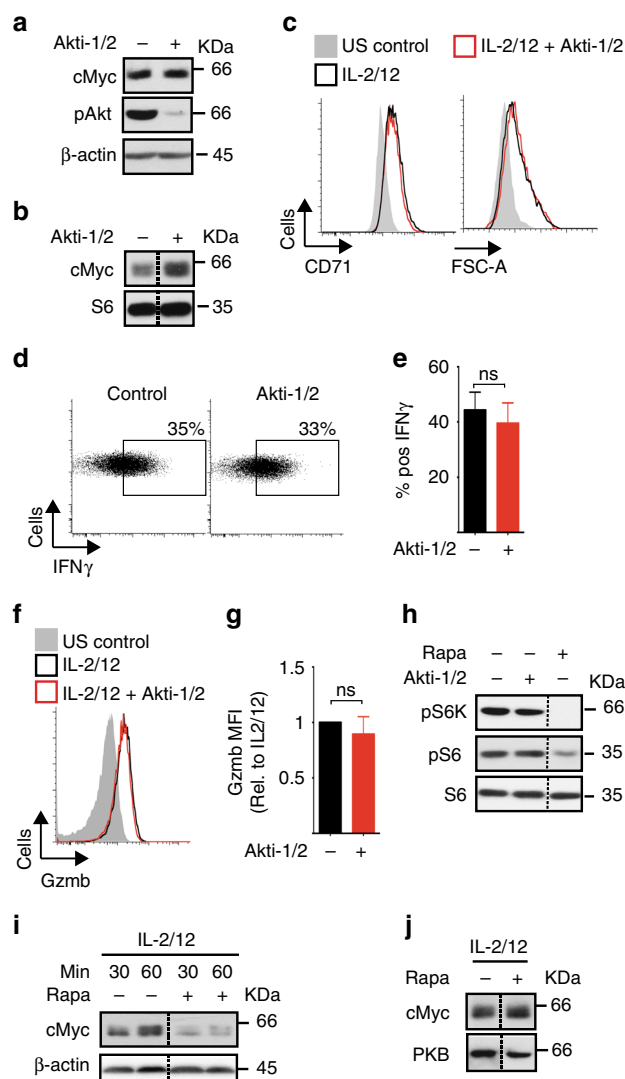 a
Akti-1/2 – + KDa
cMyc 66
pAkt 66
β-actin 45
b
Akti-1/2 – + KDa
cMyc 66
S6 35
c
US control
IL-2/12
IL-2/12 + Akti-1/2
Cells
CD71
FSC-A
d
Control
Akti-1/2
35%
33%
Cells
IFNγ
e
ns
60
40
20
% pos IFNγ
Akti-1/2 – +
f
US control
IL-2/12
IL-2/12 + Akti-1/2
Cells
Gzmb
g
1.5
1
0.5
ns
Gzmb MFI
(Rel. to IL2/12)
Akti-1/2 – +
h
Rapa – – +
Akti-1/2 – + – KDa
pS6K 66
pS6 35
S6 35
i
IL-2/12
Min 30 60 30 60
Rapa – – + + KDa
cMyc 66
β-actin 45
j
IL-2/12
Rapa – + KDa
cMyc 66
PKB 66